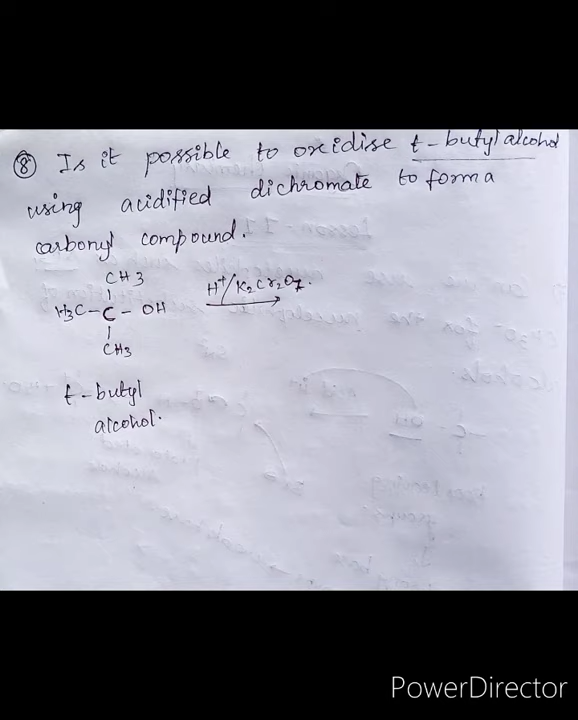 ⑧ Is it possible to oxidise t-butyl alcohol
using acidified dichromate to form a
carbonyl compound.
CH3
H3C-C-OH H+/K2Cr2O7.
CH3
t-butyl
alcohol.
PowerDirector